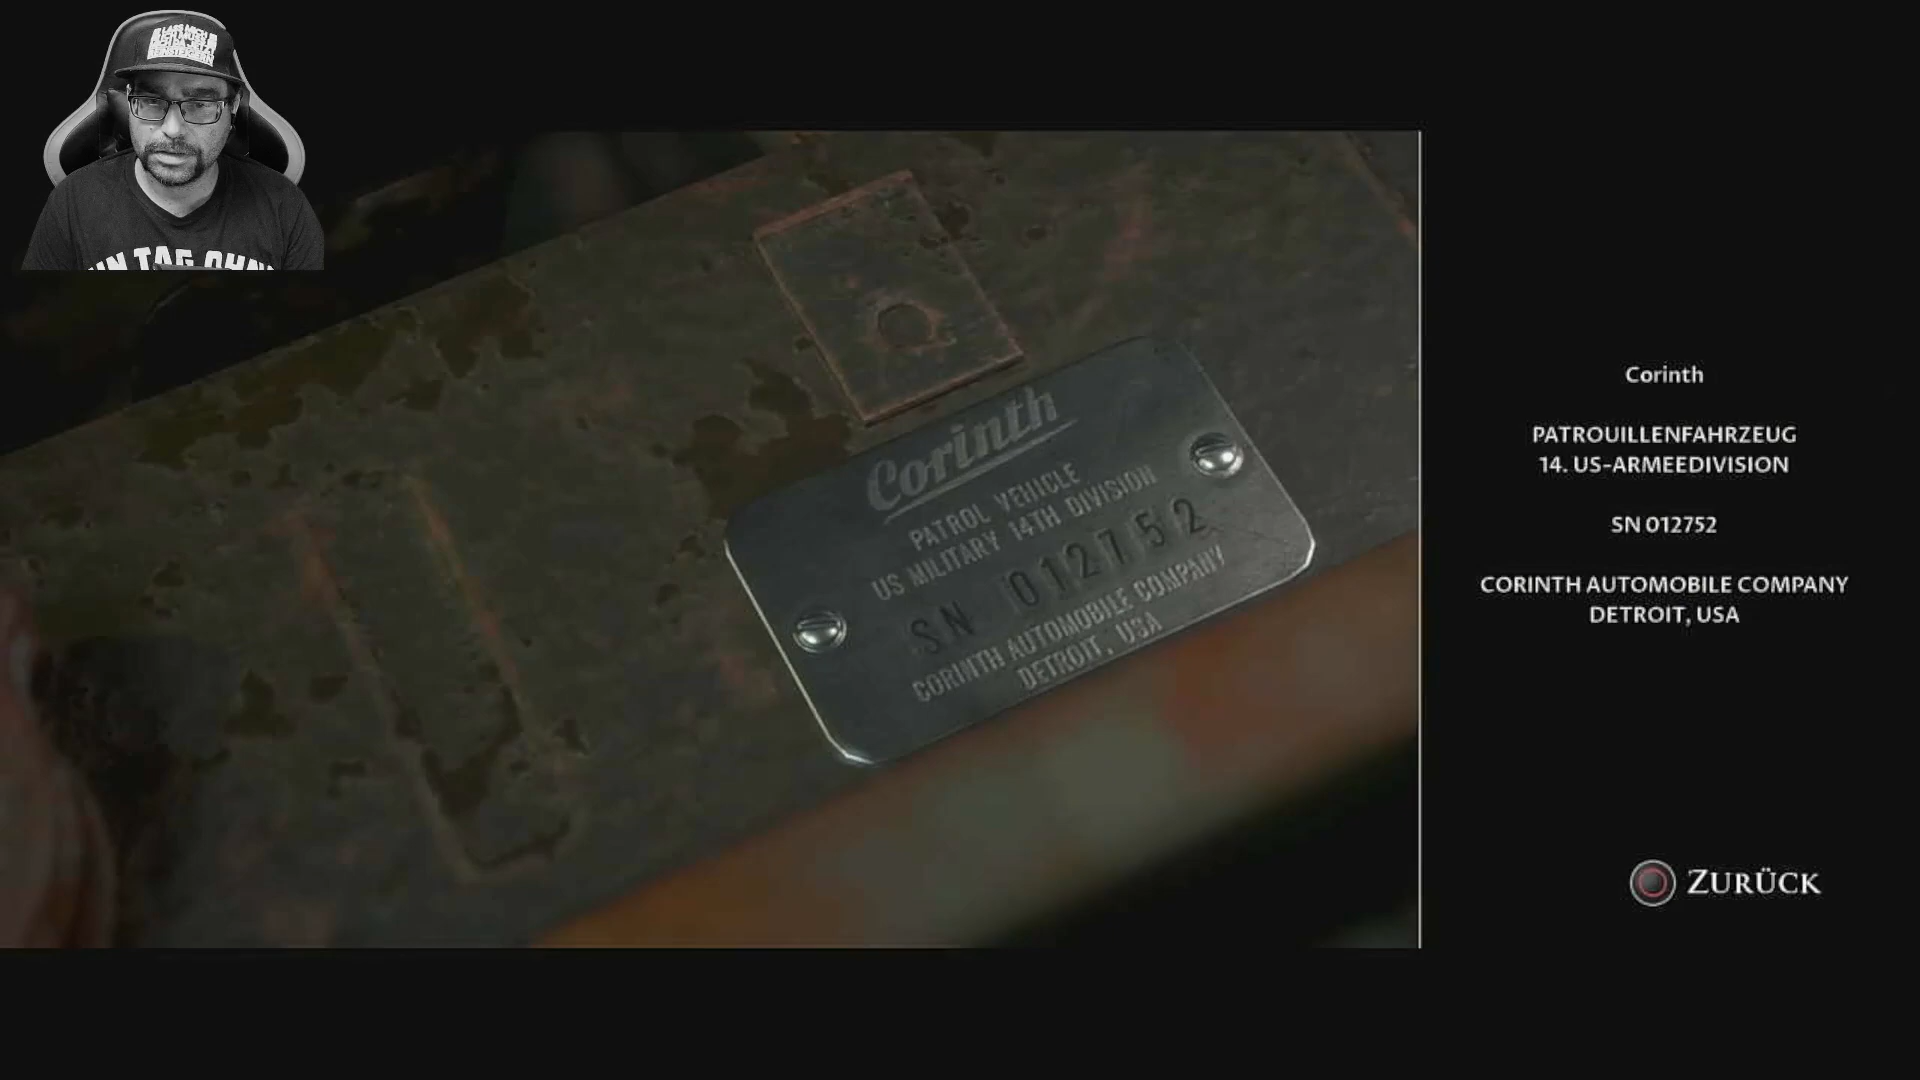 Corinth
PATROL VEHICLE
US MILITARY 14TH DIVISION
SN 012752
CORINTH AUTOMOBILE COMPANY
DETROIT, USA
Corinth
PATROUILLENFAHRZEUG
14. US-ARMEEDIVISION
SN 012752
CORINTH AUTOMOBILE COMPANY
DETROIT, USA
ZURÜCK